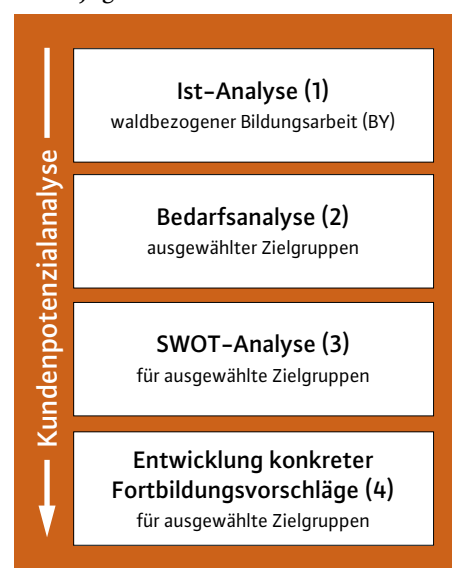 Kundenpotenzialanalyse
Ist-Analyse (1)
waldbezogener Bildungsarbeit (BY)
Bedarfsanalyse (2)
ausgewählter Zielgruppen
SWOT-Analyse (3)
für ausgewählte Zielgruppen
Entwicklung konkreter
Fortbildungsvorschläge (4)
für ausgewählte Zielgruppen